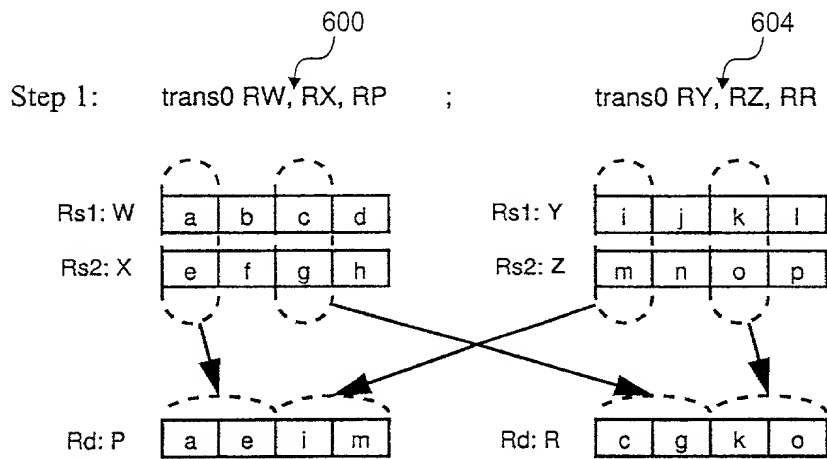 600 604
Step 1: trans0 RW, RX, RP ; trans0 RY, RZ, RR
Rs1: W a b c d Rs1: Y i j k l
Rs2: X e f g h Rs2: Z m n o p
Rd: P a e i m Rd: R c g k o